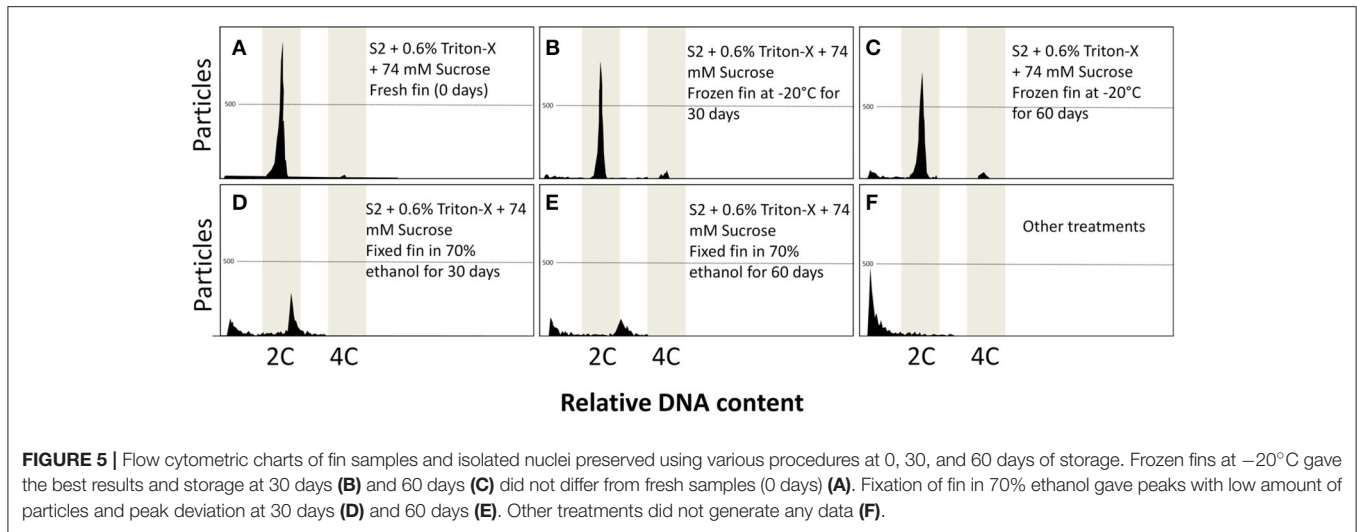 Particles
A
500
S2 + 0.6% Triton-X
+ 74 mM Sucrose
Fresh fin (0 days)
B
500
S2 + 0.6% Triton-X + 74
mM Sucrose
Frozen fin at -20°C for
30 days
C
500
S2 + 0.6% Triton-X
+ 74 mM Sucrose
Frozen fin at -20°C
for 60 days
Particles
D
500
S2 + 0.6% Triton-X + 74
mM Sucrose
Fixed fin in 70%
ethanol for 30 days
E
500
S2 + 0.6% Triton-X + 74
mM Sucrose
Fixed fin in 70%
ethanol for 60 days
F
500
Other treatments
2C 4C 2C 4C 2C 4C
Relative DNA content
FIGURE 5 | Flow cytometric charts of fin samples and isolated nuclei preserved using various procedures at 0, 30, and 60 days of storage. Frozen fins at −20°C gave
the best results and storage at 30 days (B) and 60 days (C) did not differ from fresh samples (0 days) (A). Fixation of fin in 70% ethanol gave peaks with low amount of
particles and peak deviation at 30 days (D) and 60 days (E). Other treatments did not generate any data (F).